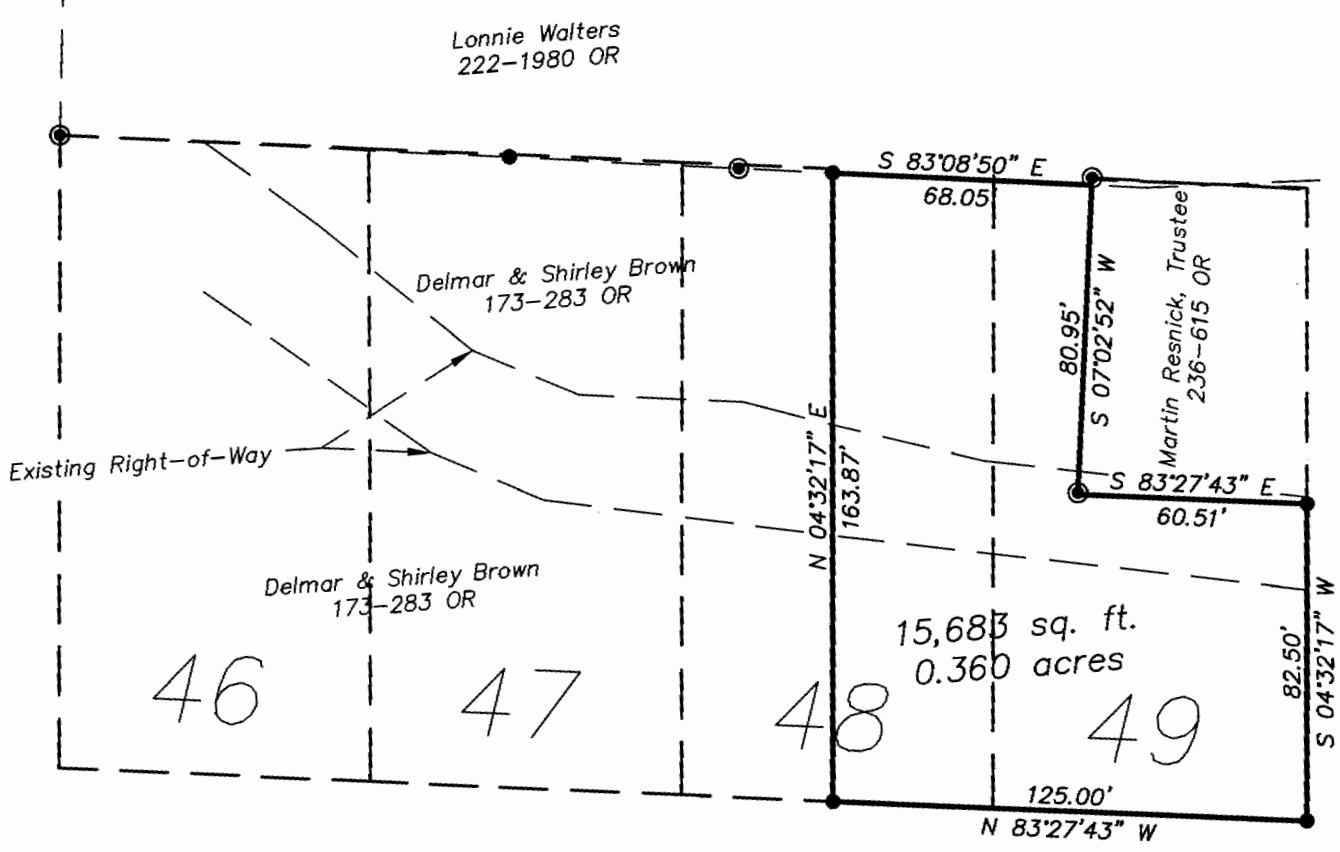 Lonnie Walters
222-1980 OR
S 83°08'50" E
68.05
Delmar & Shirley Brown
173-283 OR
80.95'
S 07°02'52" W
Martin Resnick, Trustee
236-615 OR
Existing Right-of-Way
N 04°32'17" E
163.87'
S 83°27'43" E
60.51'
Delmar & Shirley Brown
173-283 OR
15,683 sq. ft.
0.360 acres
82.50'
S 04°32'17" W
46
47
48
49
125.00'
N 83°27'43" W